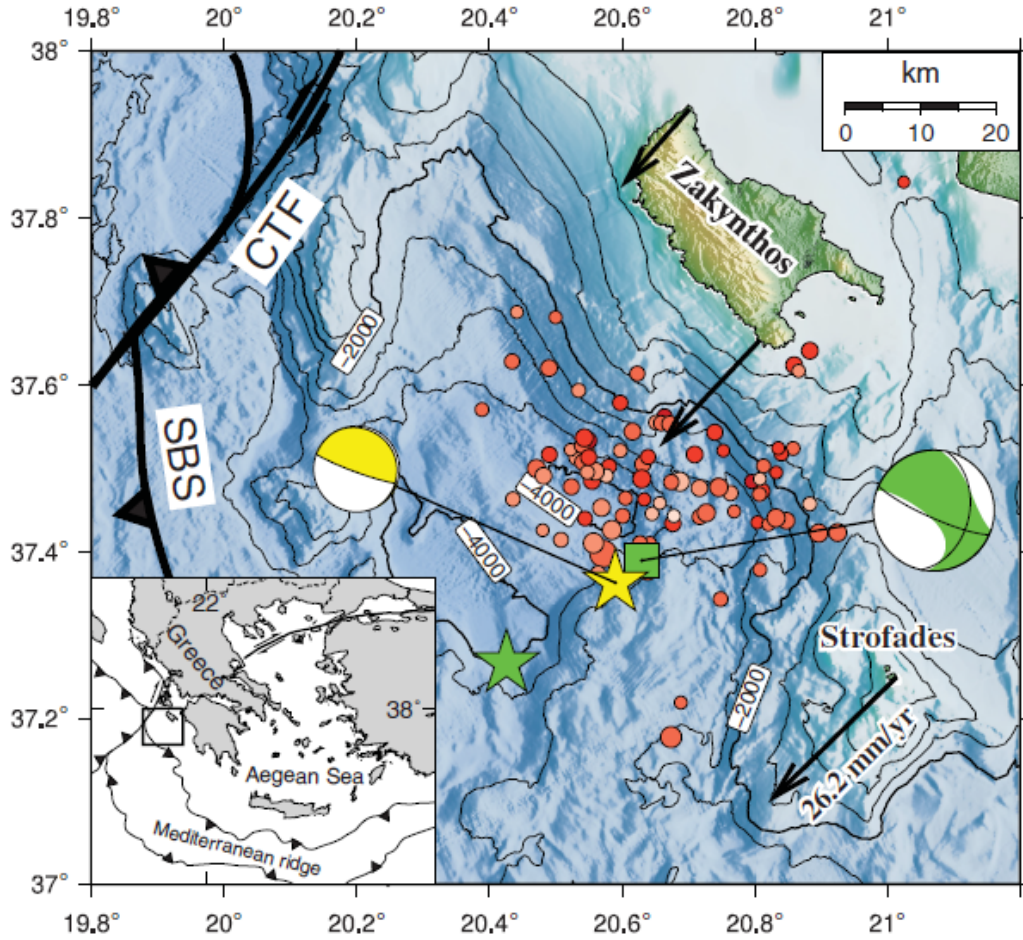 19.8° 20° 20.2° 20.4° 20.6° 20.8° 21°
38°
km
0 10 20
CTF
Zakynthos
37.8°
−2000
37.6°
SBS
−4000
37.4°
−4000
22°
Greece
Strofades
37.2°
38°
−2000
26.2 mm/yr
Aegean Sea
Mediterranean ridge
37°
19.8° 20° 20.2° 20.4° 20.6° 20.8° 21°